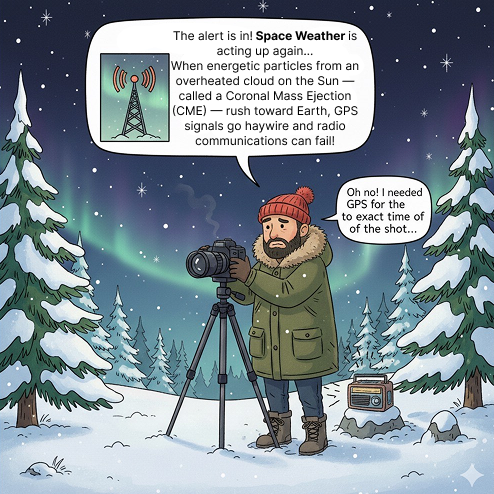 The alert is in! Space Weather is
acting up again...
When energetic particles from an
overheated cloud on the Sun —
called a Coronal Mass Ejection
(CME) — rush toward Earth, GPS
signals go haywire and radio
communications can fail!
Oh no! I needed
GPS for the
to exact time of
of the shot...